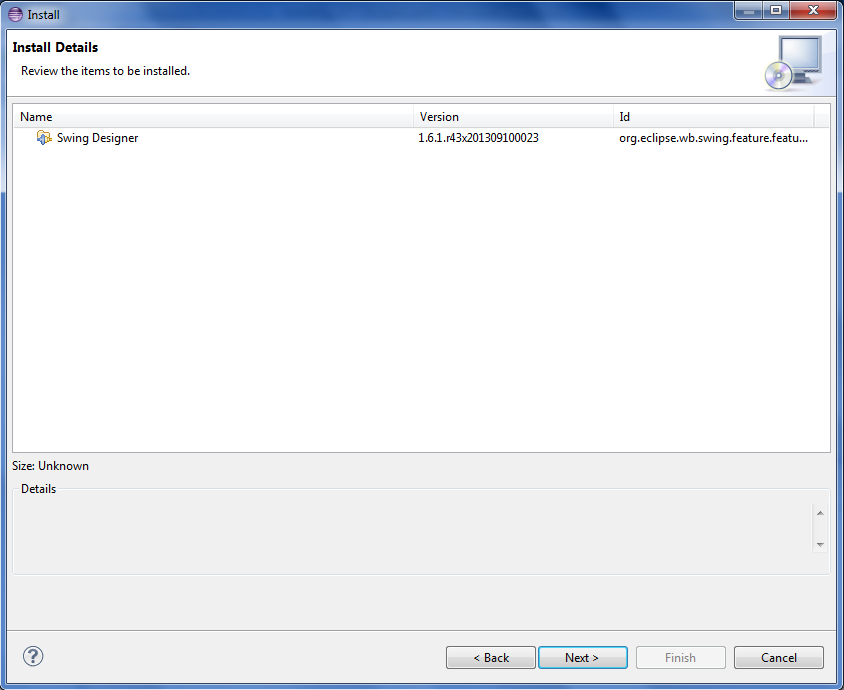 Install
Install Details
Review the items to be installed.
Name Version Id
Swing Designer 1.6.1.r43x201309100023 org.eclipse.wb.swing.feature.featu...
Size: Unknown
Details
? < Back Next > Finish Cancel